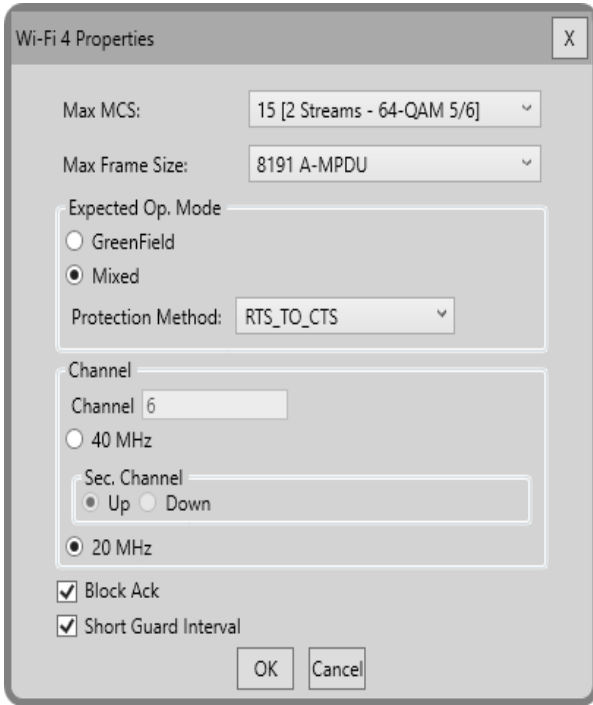 Wi-Fi 4 Properties X
Max MCS: 15 [2 Streams - 64-QAM 5/6]
Max Frame Size: 8191 A-MPDU
Expected Op. Mode
GreenField
Mixed
Protection Method: RTS_TO_CTS
Channel
Channel 6
40 MHz
Sec. Channel
Up Down
20 MHz
Block Ack
Short Guard Interval
OK Cancel